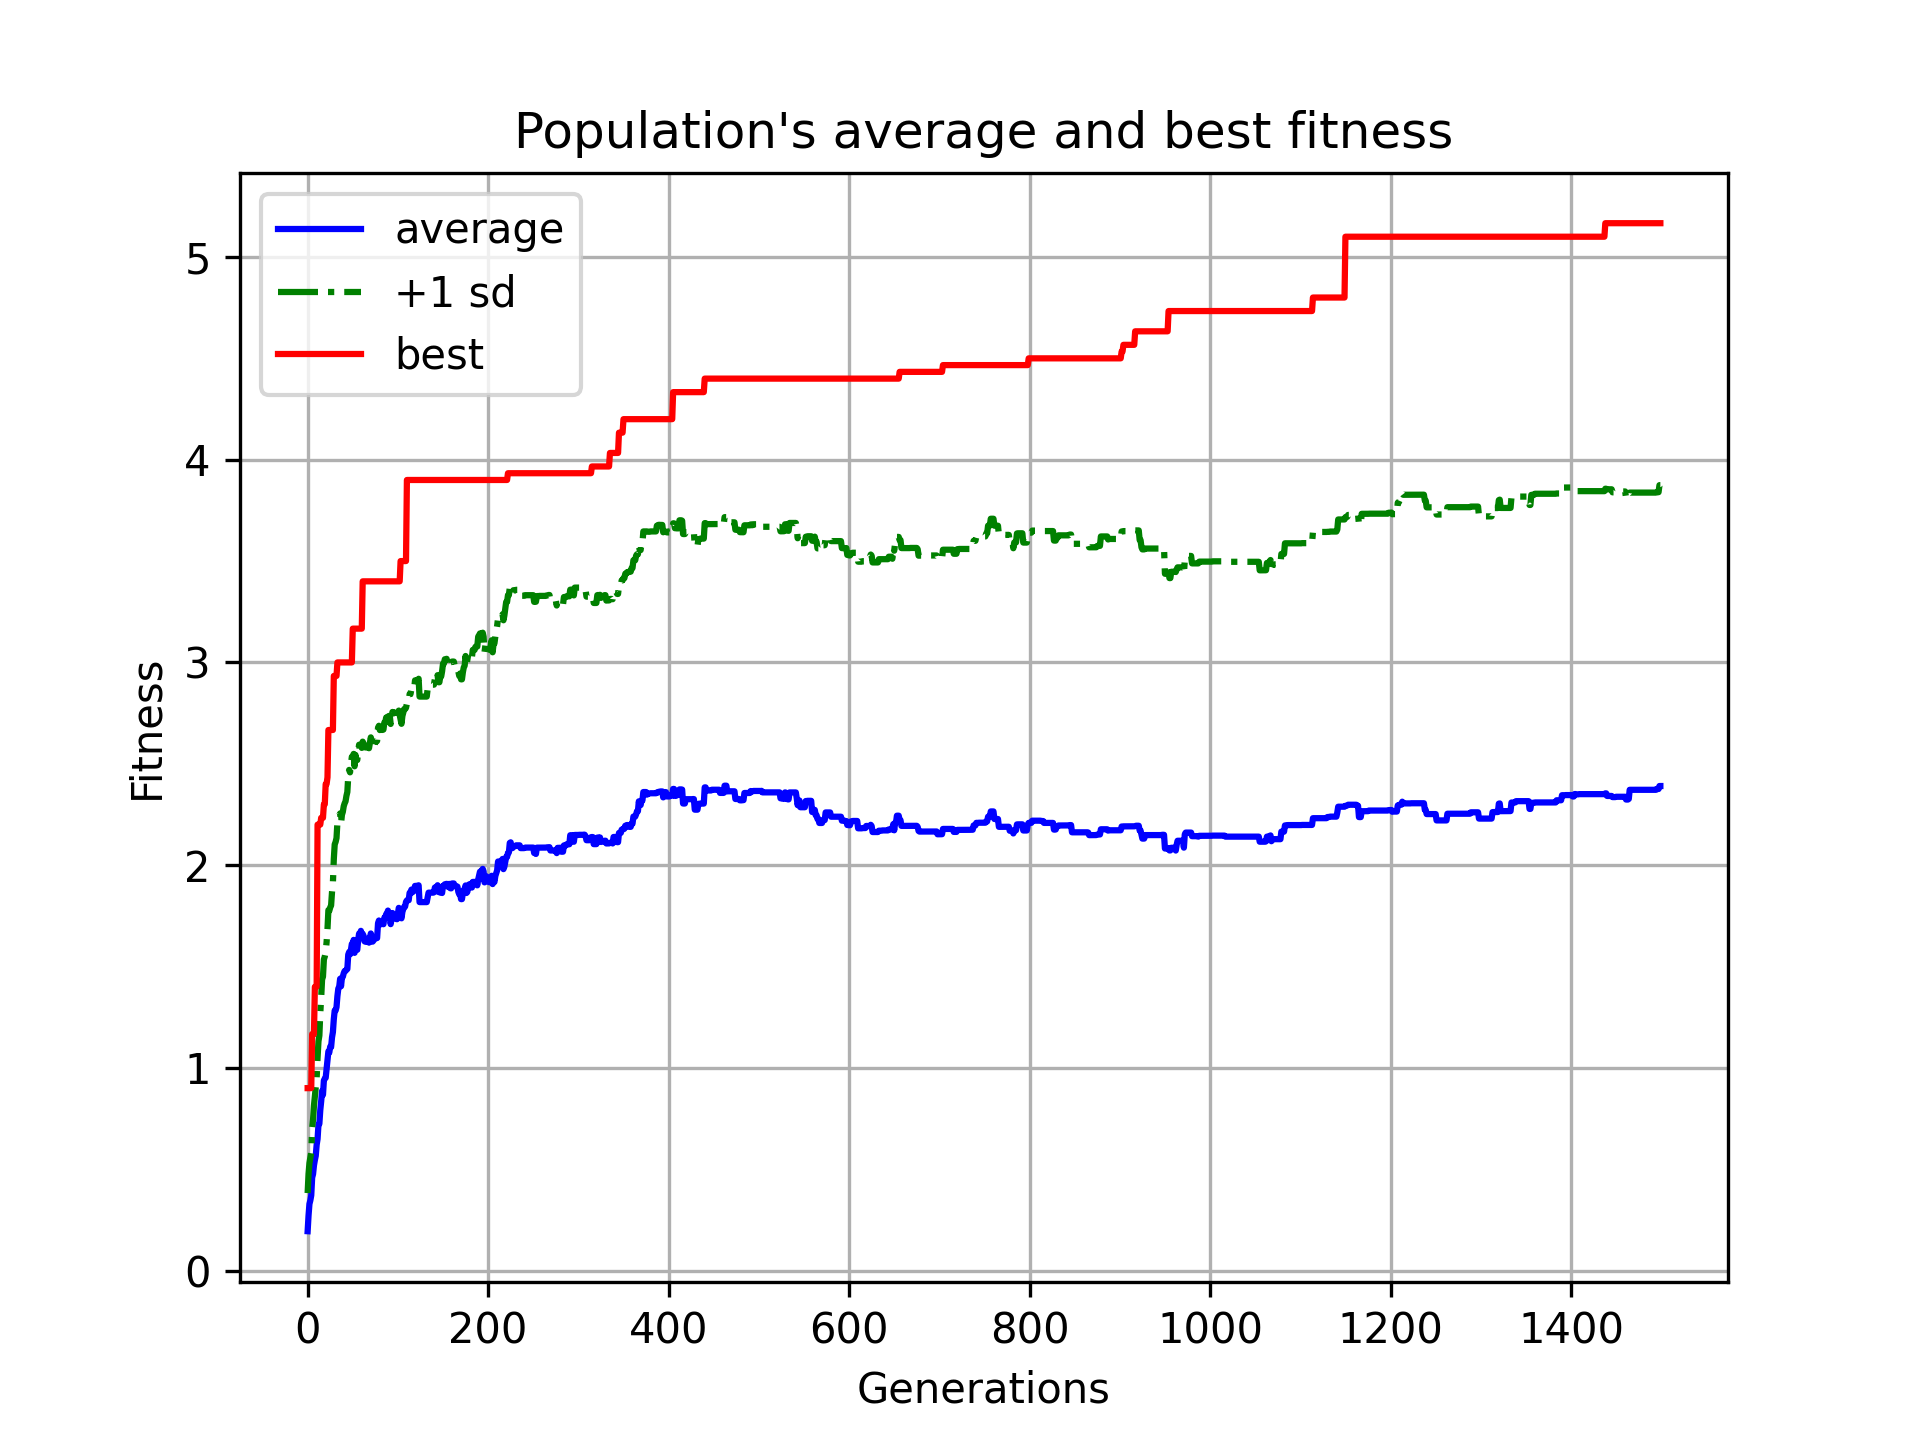 Population's average and best fitness
average
+1 sd
best
Fitness
5
4
3
2
1
0
0 200 400 600 800 1000 1200 1400
Generations